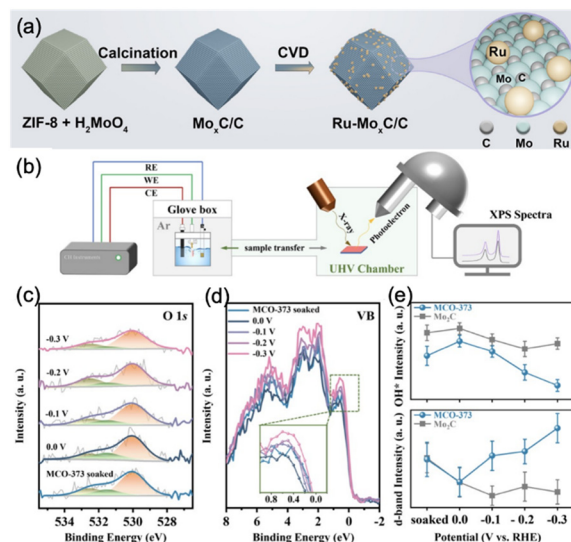 (a)
Calcination
CVD
ZIF-8 + H₂MoO₄
MoₓC/C
Ru-MoₓC/C
Ru
Mo
C
C Mo Ru
(b)
RE
WE
CE
Glove box
Ar
sample transfer
X-ray
Photoelectron
UHV Chamber
XPS Spectra
(c)
O 1s
-0.3 V
-0.2 V
-0.1 V
0.0 V
MCO-373 soaked
Intensity (a. u.)
535 530
Binding Energy (eV)
(d)
VB
MCO-373 soaked
0.0 V
-0.1 V
-0.2 V
-0.3 V
0.8 0.4 0.0
Intensity (a. u.)
8 6 4 2 0 -2
Binding Energy (eV)
(e)
MCO-373
Mo₂C
OH* Intensity (a. u.)
MCO-373
Mo₂C
d-band Intensity (a. u.)
soaked 0.0 -0.1 -0.2 -0.3
Potential (V vs. RHE)